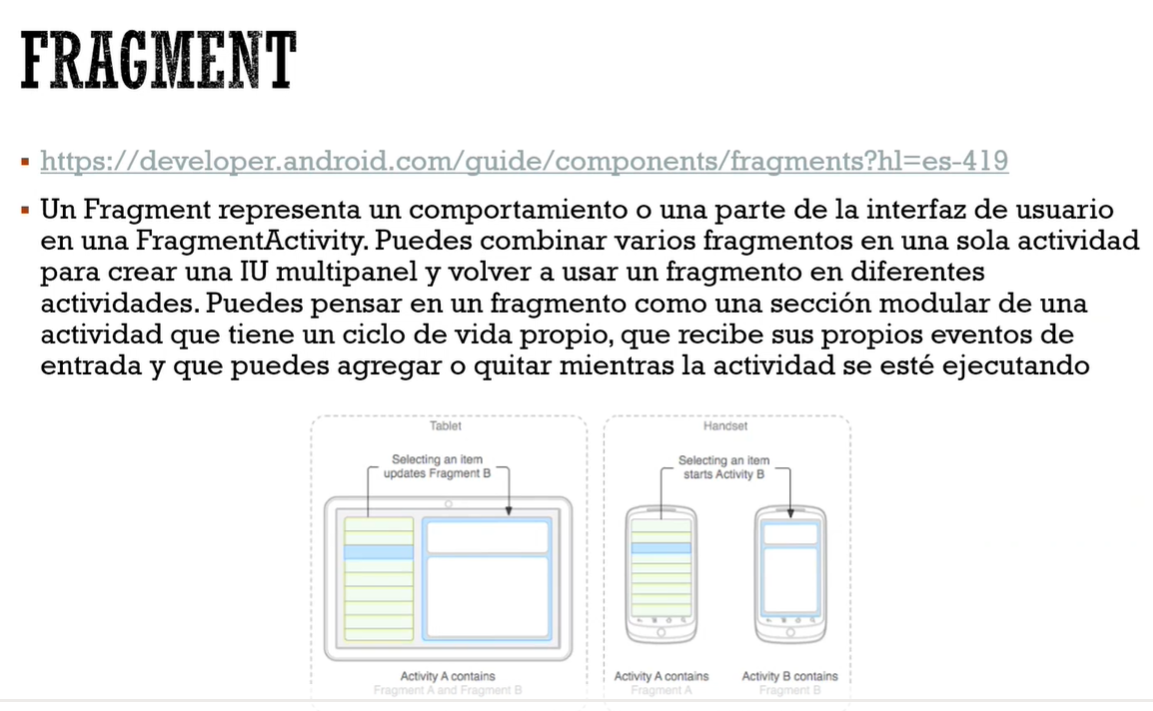 FRAGMENT
https://developer.android.com/guide/components/fragments?hl=es-419
Un Fragment representa un comportamiento o una parte de la interfaz de usuario
en una FragmentActivity. Puedes combinar varios fragmentos en una sola actividad
para crear una IU multipanel y volver a usar un fragmento en diferentes
actividades. Puedes pensar en un fragmento como una sección modular de una
actividad que tiene un ciclo de vida propio, que recibe sus propios eventos de
entrada y que puedes agregar o quitar mientras la actividad se esté ejecutando
Tablet
Selecting an item
updates Fragment B
Activity A contains
Fragment A and Fragment B
Handset
Selecting an item
starts Activity B
Activity A contains
Fragment A
Activity B contains
Fragment B